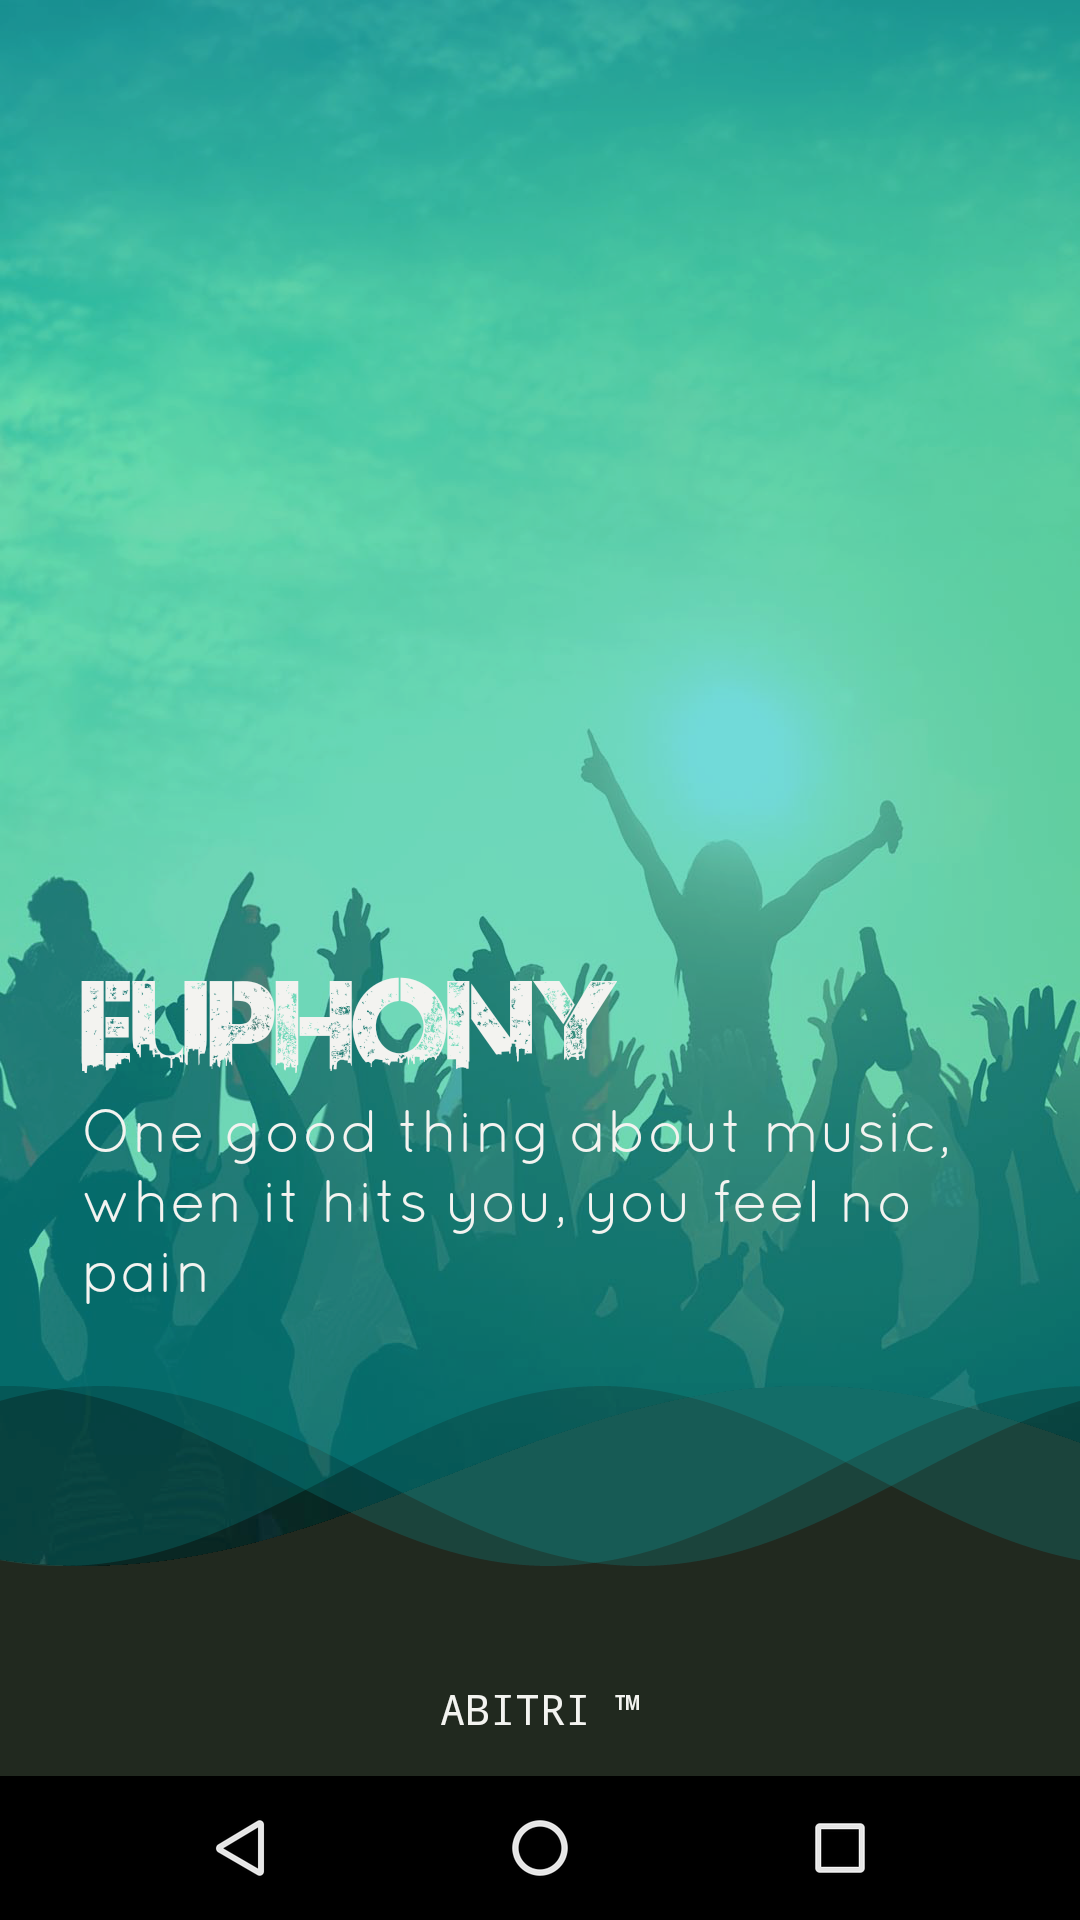 EUPHONY
One good thing about music,
when it hits you, you feel no
pain
ABITRI ™